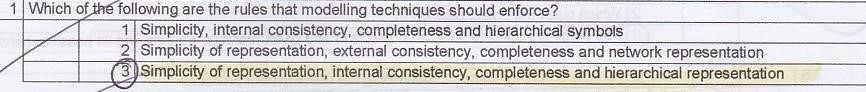 1 Which of the following are the rules that modelling techniques should enforce?
1 Simplicity, internal consistency, completeness and hierarchical symbols
2 Simplicity of representation, external consistency, completeness and network representation
3 Simplicity of representation, internal consistency, completeness and hierarchical representation